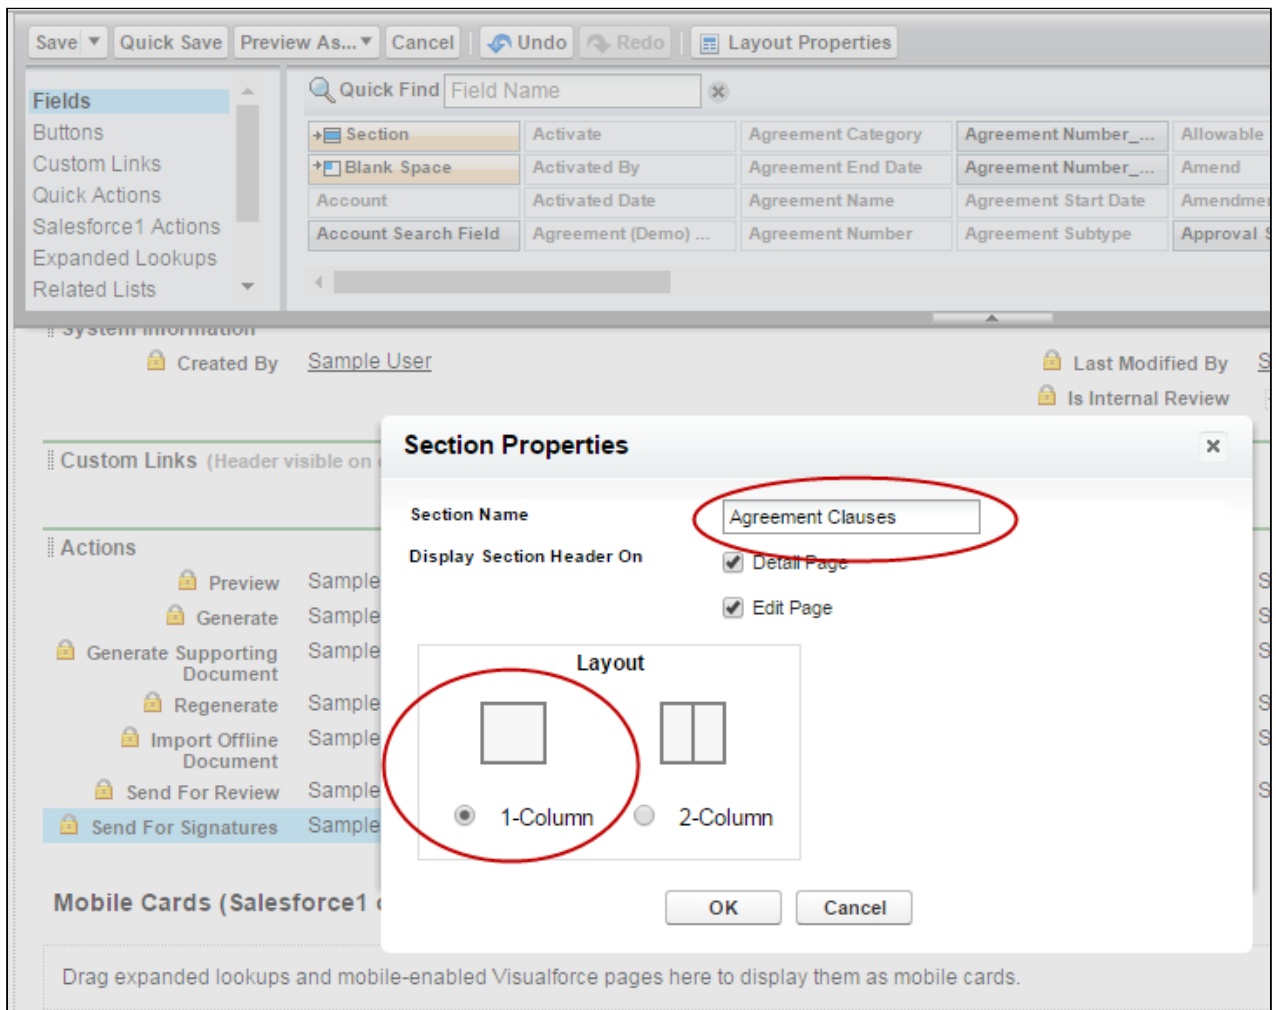 Save Quick Save Preview As... Cancel Undo Redo Layout Properties
Fields
Buttons
Custom Links
Quick Actions
Salesforce1 Actions
Expanded Lookups
Related Lists
Quick Find Field Name
Section Activate Agreement Category Agreement Number_... Allowable
Blank Space Activated By Agreement End Date Agreement Number_... Amend
Account Activated Date Agreement Name Agreement Start Date
Account Search Field Agreement (Demo) ... Agreement Number Agreement Subtype Approval
System Information
Created By Sample User Last Modified By
Is Internal Review
Custom Links (Header visible on
Actions
Preview Sample
Generate Sample
Generate Supporting Sample
Document
Regenerate Sample
Import Offline Sample
Document
Send For Review Sample
Send For Signatures Sample
Section Properties
Section Name Agreement Clauses
Display Section Header On Detail Page
Edit Page
Layout
1-Column 2-Column
OK Cancel
Mobile Cards (Salesforce1
Drag expanded lookups and mobile-enabled Visualforce pages here to display them as mobile cards.